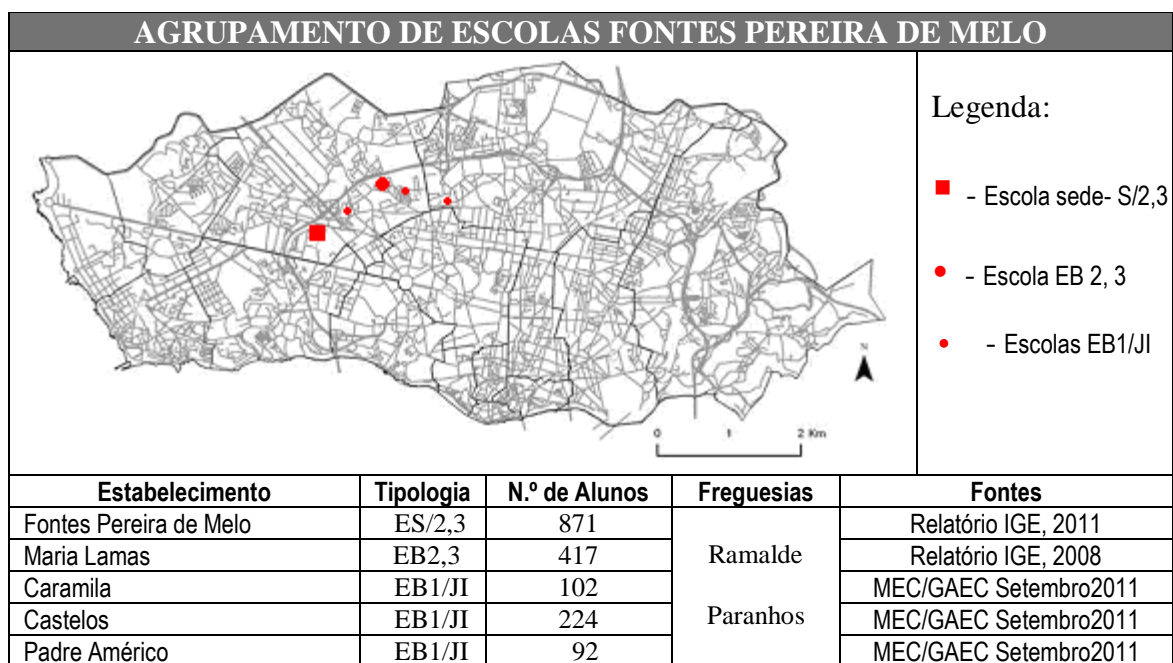 AGRUPAMENTO DE ESCOLAS FONTES PEREIRA DE MELO
Legenda:
- Escola sede- S/2,3
- Escola EB 2, 3
- Escolas EB1/JI
N
0 1 2 Km
Estabelecimento Tipologia N.º de Alunos Freguesias Fontes
Fontes Pereira de Melo ES/2,3 871 Relatório IGE, 2011
Maria Lamas EB2,3 417 Ramalde Relatório IGE, 2008
Caramila EB1/JI 102 MEC/GAEC Setembro2011
Castelos EB1/JI 224 Paranhos MEC/GAEC Setembro2011
Padre Américo EB1/JI 92 MEC/GAEC Setembro2011